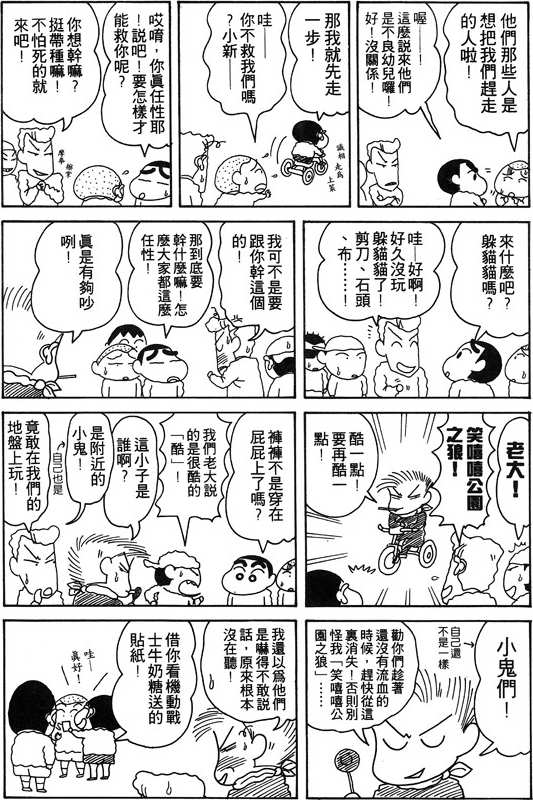 他們那些人是
想把我們趕走
的人啦！
喔——！
這麼說來他們
是不良幼兒囉！
好！沒關係！
那我就先走
一步！
哇——
你不救我們嗎
？小新！
識相
走為
上策
哎唷，你眞任性耶
！說吧！要怎樣才
能救你呢？
你想幹嘛？
挺帶種嘛！
不怕死的就
來吧！
摩拳
擦掌
來什麼吧？
躲貓貓嗎？
哇—好啊！
好久沒玩
躲貓貓了！
剪刀、石頭
、布……！
我可不是要
跟你幹這個
的！
那到底要
幹什麼嘛！怎
麼大家都這麼
任性！
眞是有夠吵
咧！
老大！
笑嘻嘻公園
之狼！
酷一點！
要再酷一
點！
褲褲不是穿在
屁屁上了嗎？
我們老大說
的是很酷的
「酷」！
這小子是
誰啊？
是附近的
小鬼！
自己也是
竟敢在我們的
地盤上玩！
小鬼們！
自己還
不是一樣
勸你們趁著
還沒有流血的
時候，趕快從這
裏消失！否則別
怪我「笑嘻嘻公
園之狼」……
我還以為他們
是嚇得不敢說
話，原來根本
沒在聽！
借你看機動戰
士牛奶糖送的
貼紙！
哇—
眞好！